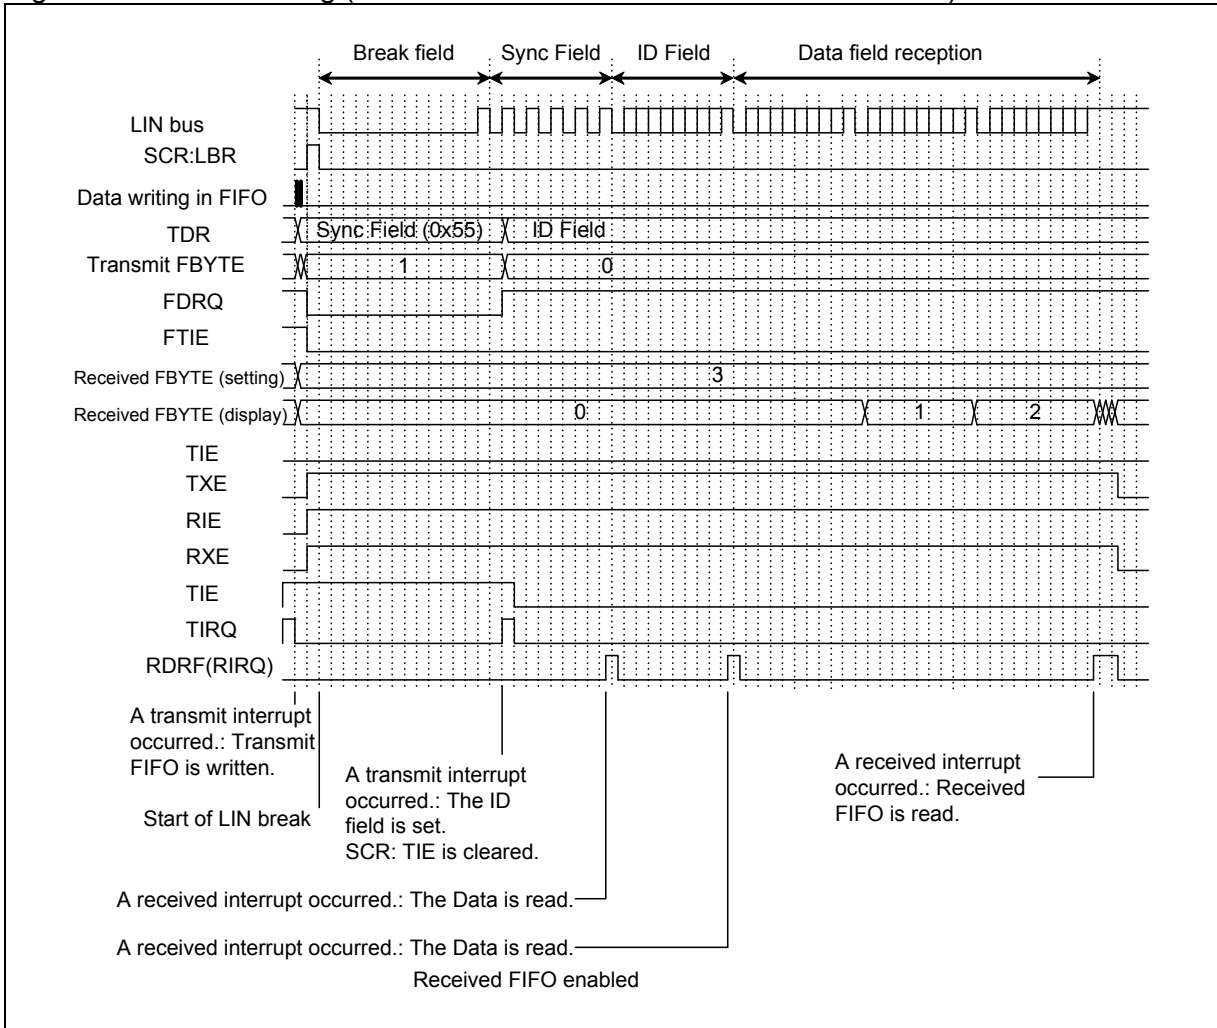 Break field Sync Field ID Field Data field reception
LIN bus
SCR:LBR
Data writing in FIFO
TDR Sync Field (0x55) ID Field
Transmit FBYTE 1 0
FDRQ
FTIE
Received FBYTE (setting) 3
Received FBYTE (display) 0 1 2
TIE
TXE
RIE
RXE
TIE
TIRQ
RDRF(RIRQ)
A transmit interrupt
occurred.: Transmit
FIFO is written.
Start of LIN break
A transmit interrupt
occurred.: The ID
field is set.
SCR: TIE is cleared.
A received interrupt
occurred.: Received
FIFO is read.
A received interrupt occurred.: The Data is read.
A received interrupt occurred.: The Data is read.
Received FIFO enabled